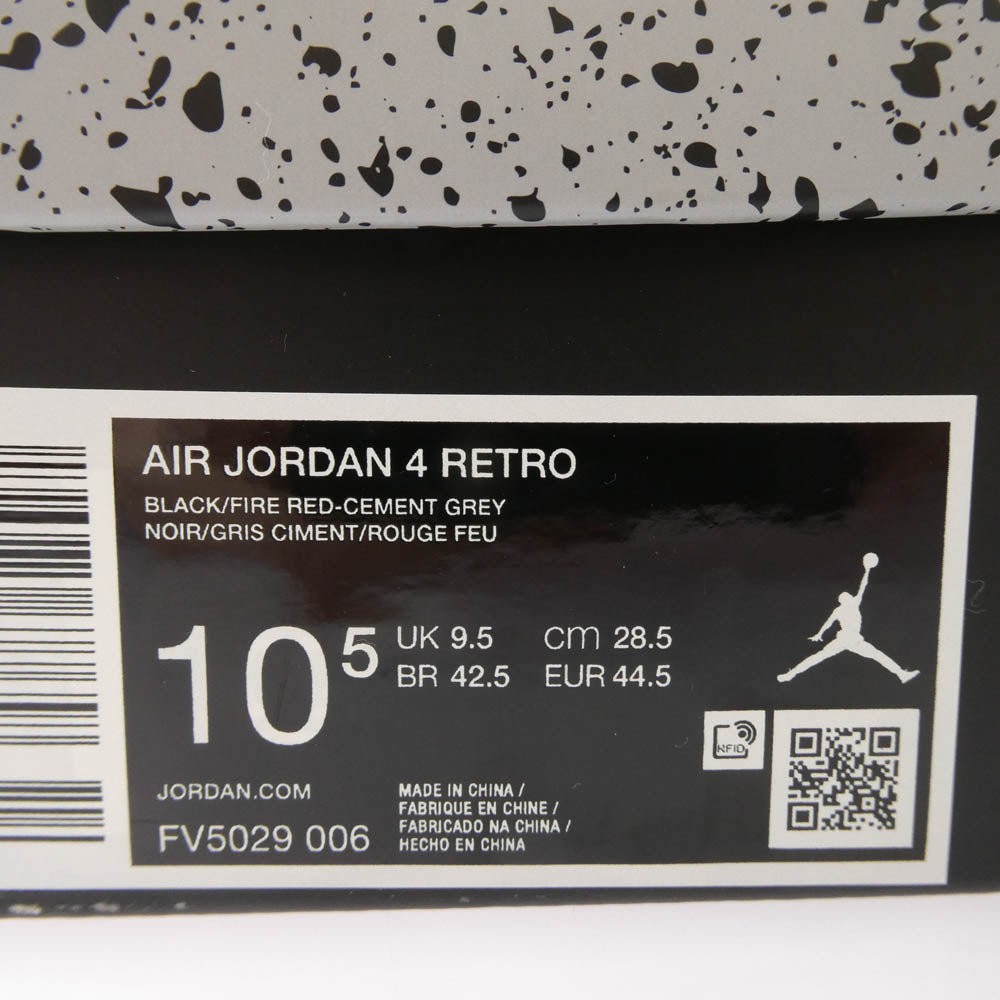 AIR JORDAN 4 RETRO
BLACK/FIRE RED-CEMENT GREY
NOIR/GRIS CIMENT/ROUGE FEU
10 5
UK 9.5 cm 28.5
BR 42.5 EUR 44.5
RFID
JORDAN.COM
FV5029 006
MADE IN CHINA /
FABRIQUE EN CHINE /
FABRICADO NA CHINA /
HECHO EN CHINA